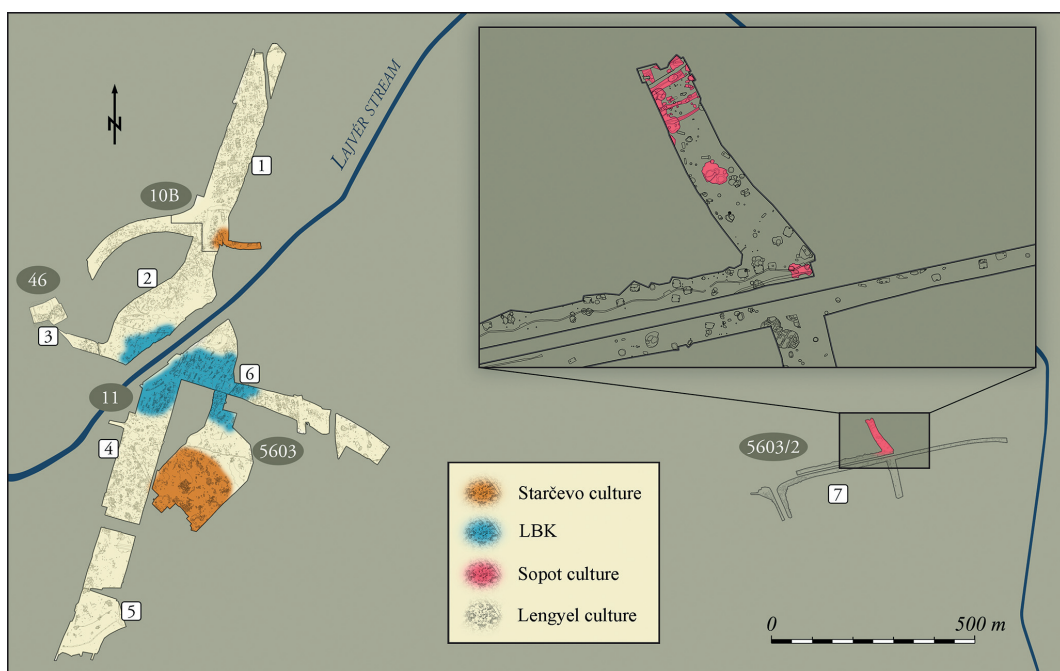 LAJVÉR STREAM
N
1
10B
2
46
3
6
11
4
5603
5
5603/2
7
Starčevo culture
LBK
Sopot culture
Lengyel culture
0 500 m